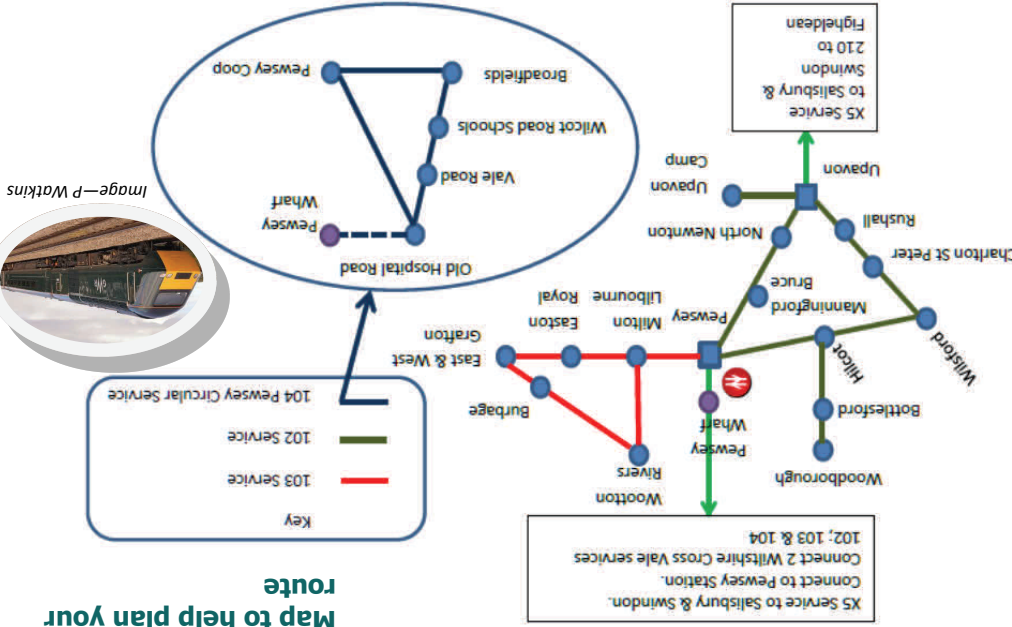 Map to help plan your
route
X5 Service to Salisbury & Swindon.
Connect to Pewsey Station.
Connect 2 Wiltshire Cross Vale services
102; 103 & 104
Key
103 Service
102 Service
104 Pewsey Circular Service
Wootton
Rivers
Burbage
East & West
Grafton
Easton
Royal
Milton
Lilbourne
Pewsey
Wharf
Pewsey
Woodborough
Bottlesford
Hilcot
Wilsford
Manningford
Bruce
Charlton St Peter
Rushall
North Newnton
Upavon
Upavon
Camp
X5 Service
to Salisbury &
Swindon
210 to
Figheldean
Image—P Watkins
Old Hospital Road
Pewsey
Wharf
Vale Road
Wilcot Road Schools
Broadfields
Pewsey Coop